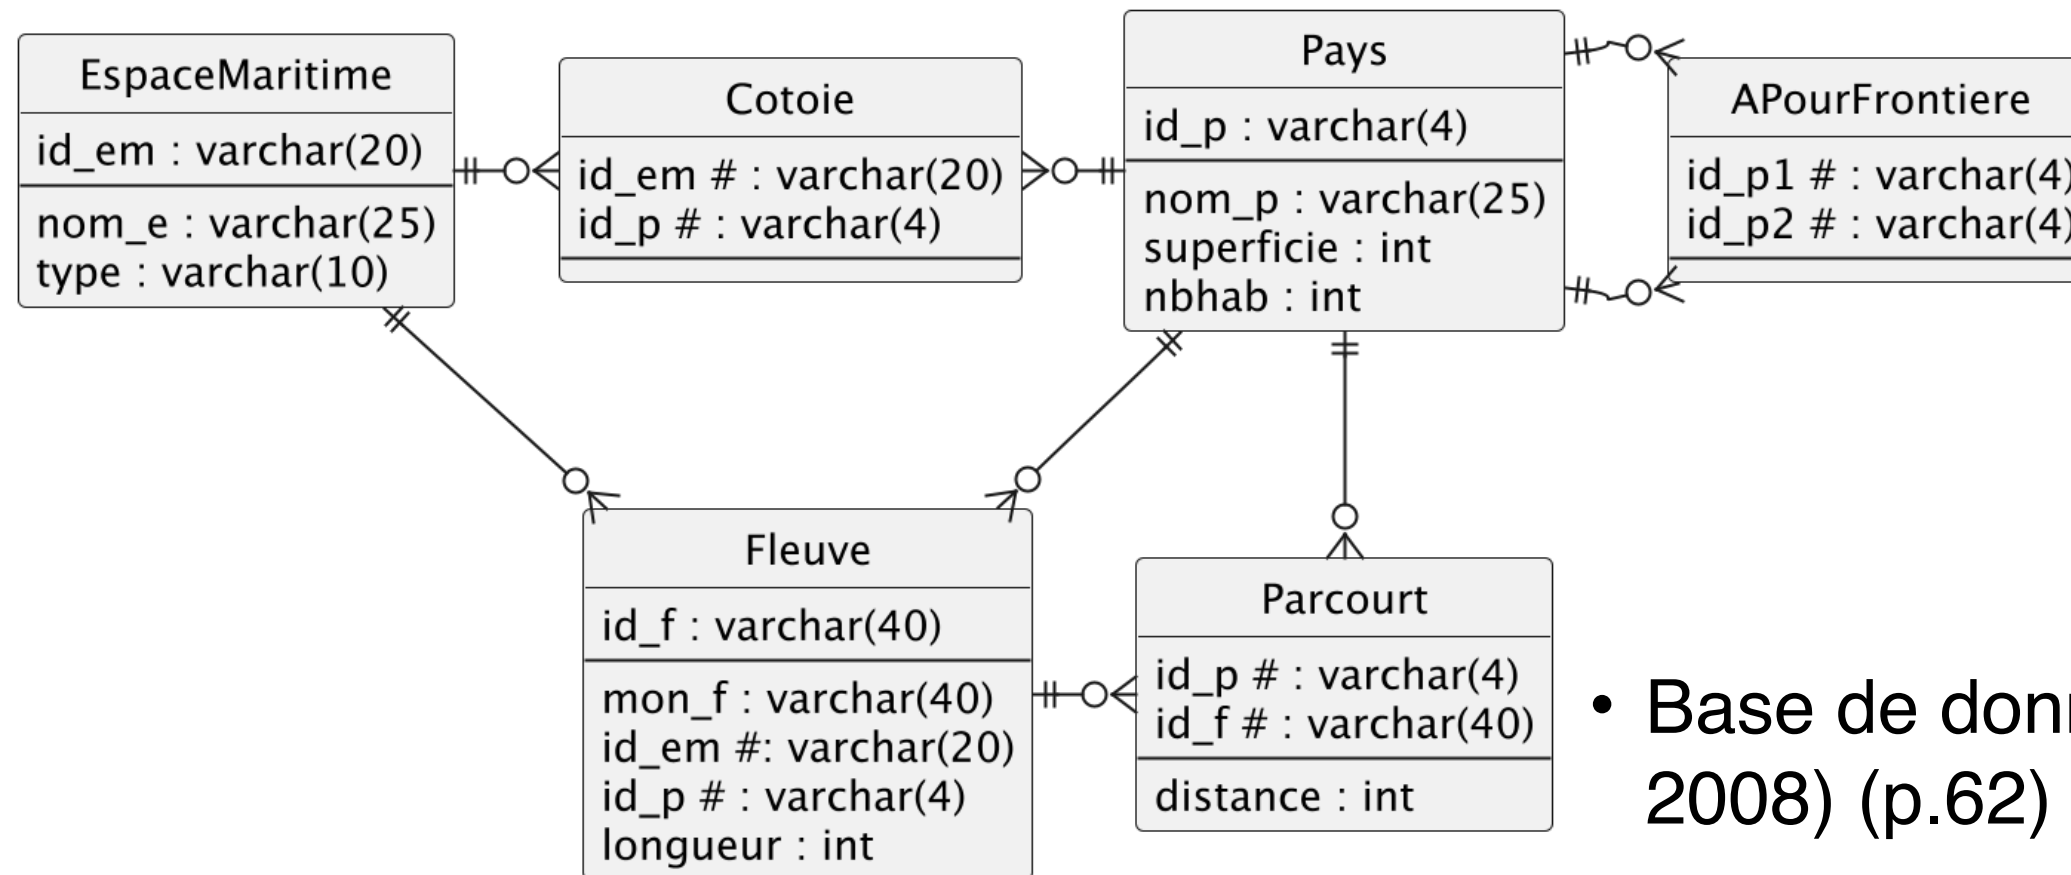 EspaceMaritime
id_em : varchar(20)
nom_e : varchar(25)
type : varchar(10)
Cotoie
id_em # : varchar(20)
id_p # : varchar(4)
Pays
id_p : varchar(4)
nom_p : varchar(25)
superficie : int
nbhab : int
APourFrontiere
id_p1 # : varchar(4)
id_p2 # : varchar(4)
Fleuve
id_f : varchar(40)
mon_f : varchar(40)
id_em #: varchar(20)
id_p # : varchar(4)
longueur : int
Parcourt
id_p # : varchar(4)
id_f # : varchar(40)
distance : int
• Base de
2008) (p.62)